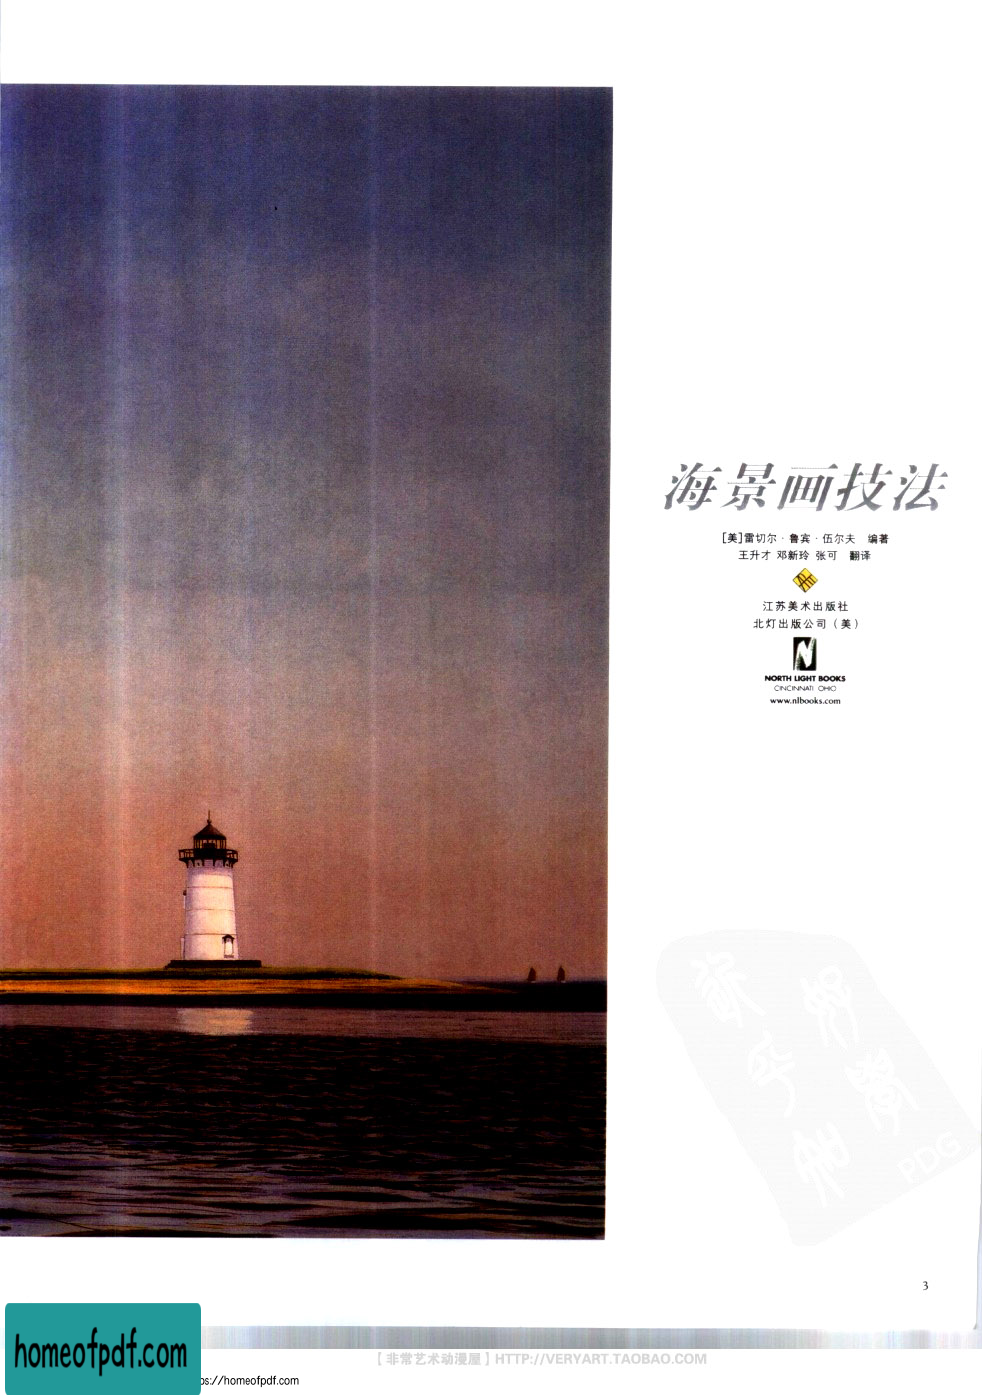 海景画技法
[美]雷切尔·鲁宾·伍尔夫 编著
王升才 邓新玲 张可 翻译
江苏美术出版社
北灯出版公司(美)
NORTH LIGHT BOOKS
CINCINNATI OHIO
www.nlbooks.com
PDG
3
homeofpdf.com
【非常艺术动漫屋】HTTP://VERYART.TAOBAO.COM
ps://homeofpdf.com